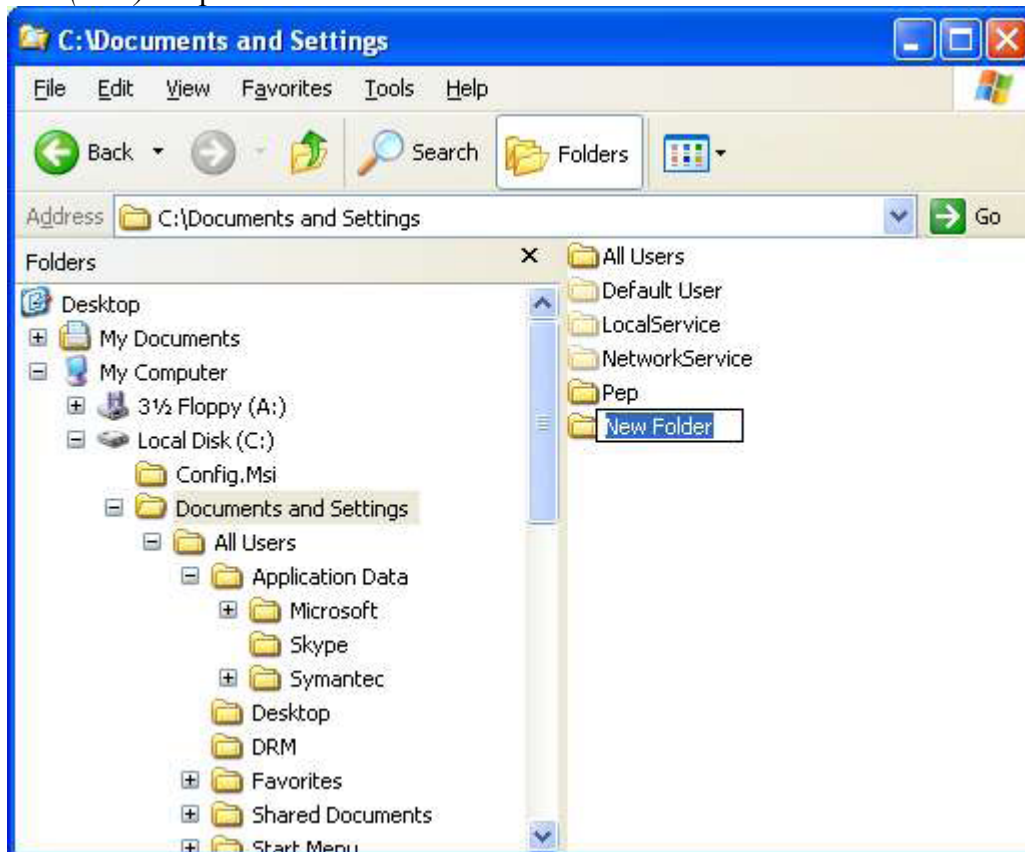 C:\Documents and Settings
File Edit View Favorites Tools Help
Back Search Folders
Address C:\Documents and Settings Go
Folders
Desktop
My Documents
My Computer
3½ Floppy (A:)
Local Disk (C:)
Config.Msi
Documents and Settings
All Users
Application Data
Microsoft
Skype
Symantec
Desktop
DRM
Favorites
Shared Documents
Start Menu
All Users
Default User
LocalService
NetworkService
Pep
New Folder